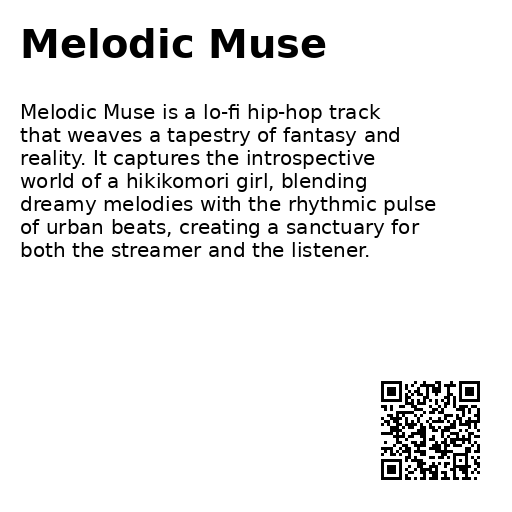 Melodic Muse
Melodic Muse is a lo-fi hip-hop track
that weaves a tapestry of fantasy and
reality. It captures the introspective
world of a hikikomori girl, blending
dreamy melodies with the rhythmic pulse
of urban beats, creating a sanctuary for
both the streamer and the listener.